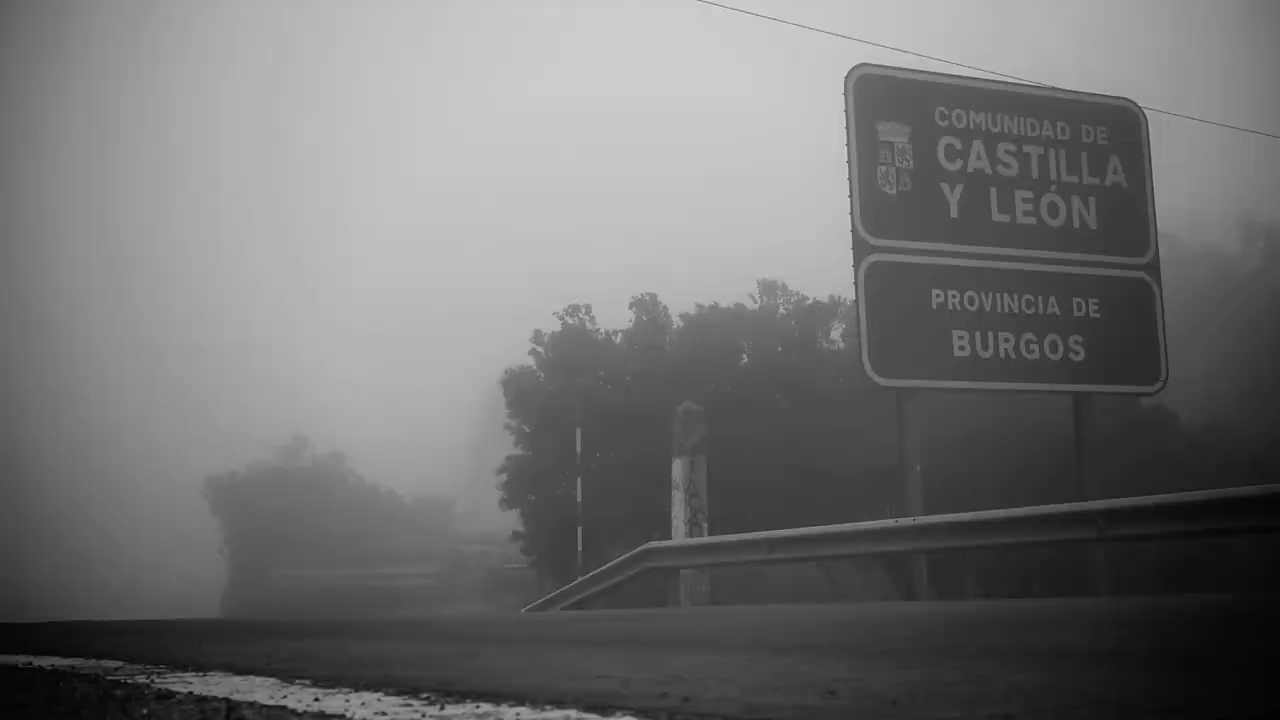 COMUNIDAD DE
CASTILLA
Y LEÓN
PROVINCIA DE
BURGOS